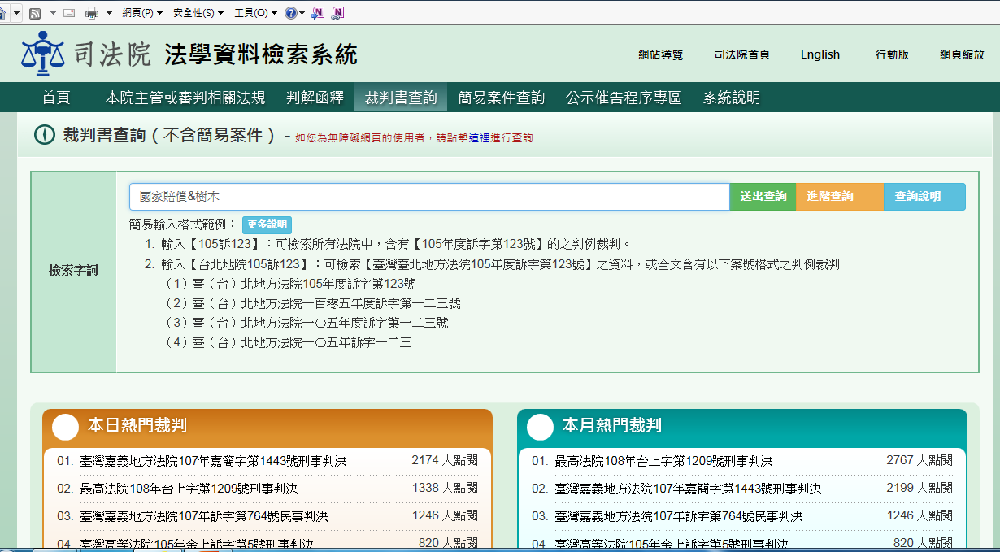 網頁(P) 安全性(S) 工具(O)
司法院 法學資料檢索系統
網站導覽 司法院首頁 English 行動版 網頁縮放
首頁 本院主管或審判相關法規 判解函釋 裁判書查詢 簡易案件查詢 公示催告程序專區 系統說明
裁判書查詢（不含簡易案件） - 如您為無障礙網頁的使用者，請點擊這裡進行查詢
檢索字詞
國家賠償&樹木
送出查詢 進階查詢 查詢說明
簡易輸入格式範例： 更多說明
1. 輸入【105訴123】：可檢索所有法院中，含有【105年度訴字第123號】的之判例裁判。
2. 輸入【台北地院105訴123】：可檢索【臺灣臺北地方法院105年度訴字第123號】之資料，或全文含有以下案號格式之判例裁判
（1）臺（台）北地方法院105年度訴字第123號
（2）臺（台）北地方法院一百零五年度訴字第一二三號
（3）臺（台）北地方法院一○五年度訴字第一二三號
（4）臺（台）北地方法院一○五年訴字一二三
本日熱門裁判
01. 臺灣嘉義地方法院107年嘉簡字第1443號刑事判決 2174 人點閱
02. 最高法院108年台上字第1209號刑事判決 1338 人點閱
03. 臺灣嘉義地方法院107年訴字第764號民事判決 1246 人點閱
04. 臺灣高等法院105年金上訴字第5號刑事判決 820 人點閱
本月熱門裁判
01. 最高法院108年台上字第1209號刑事判決 2767 人點閱
02. 臺灣嘉義地方法院107年嘉簡字第1443號刑事判決 2199 人點閱
03. 臺灣嘉義地方法院107年訴字第764號民事判決 1246 人點閱
04. 臺灣高等法院105年金上訴字第5號刑事判決 820 人點閱